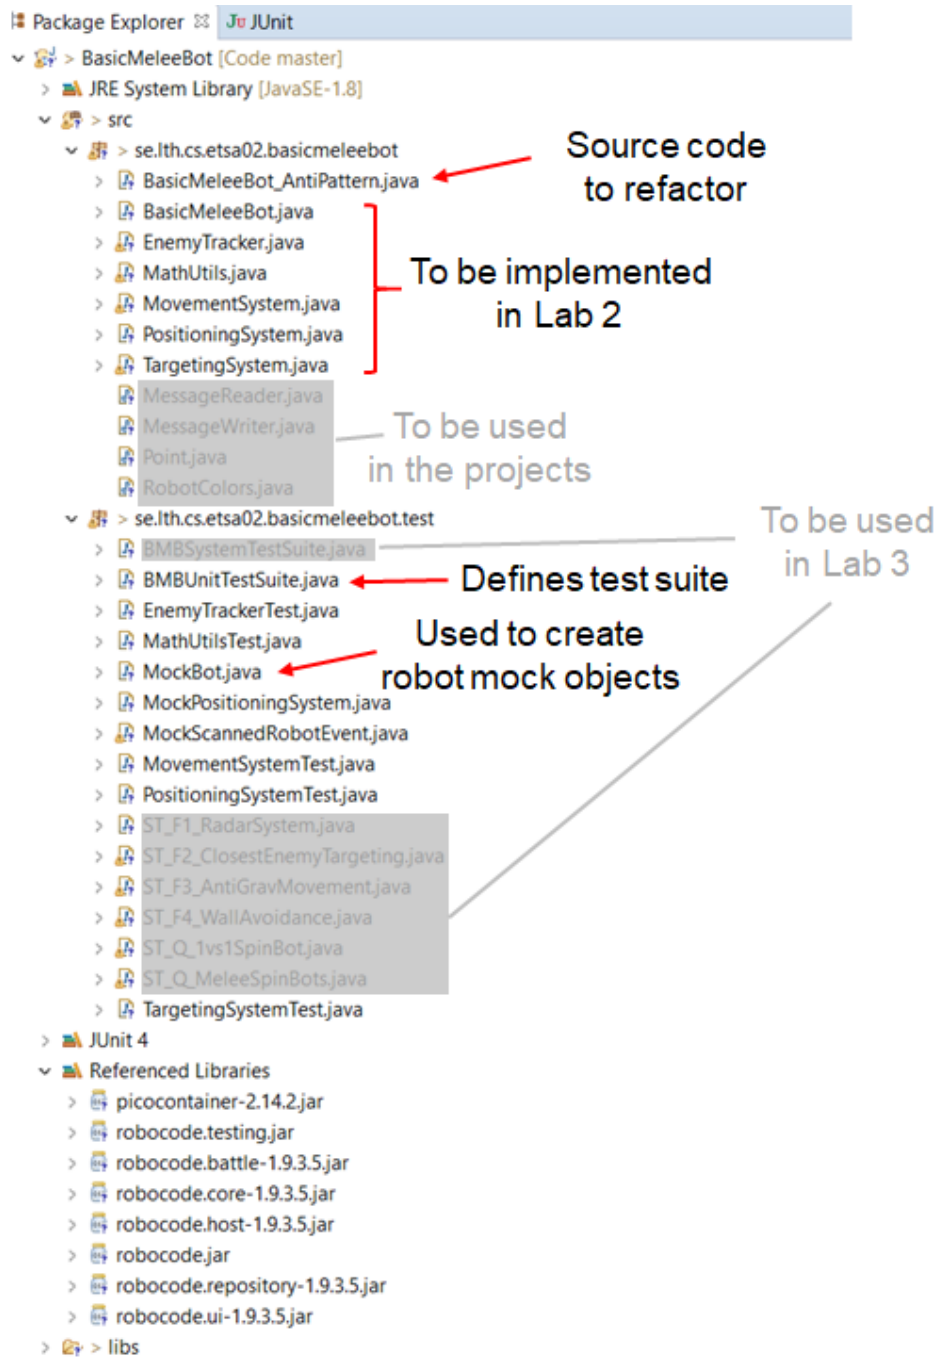 Package Explorer JUnit
> BasicMeleeBot [Code master]
JRE System Library [JavaSE-1.8]
> src
> se.lth.cs.etsa02.basicmeleebot
BasicMeleeBot_AntiPattern.java
Source code
to refactor
BasicMeleeBot.java
EnemyTracker.java
MathUtils.java
MovementSystem.java
PositioningSystem.java
TargetingSystem.java
To be implemented
in Lab 2
MessageReader.java
MessageWriter.java
Point.java
RobotColors.java
To be used
in the projects
> se.lth.cs.etsa02.basicmeleebot.test
BMBSystemTestSuite.java
To be used
in Lab 3
BMBUnitTestSuite.java
Defines test suite
EnemyTrackerTest.java
MathUtilsTest.java
MockBot.java
Used to create
robot mock objects
MockPositioningSystem.java
MockScannedRobotEvent.java
MovementSystemTest.java
PositioningSystemTest.java
ST_F1_RadarSystem.java
ST_F2_ClosestEnemyTargeting.java
ST_F3_AntiGravMovement.java
ST_F4_WallAvoidance.java
ST_Q_1vs1SpinBot.java
ST_Q_MeleeSpinBots.java
TargetingSystemTest.java
JUnit 4
Referenced Libraries
picocontainer-2.14.2.jar
robocode.testing.jar
robocode.battle-1.9.3.5.jar
robocode.core-1.9.3.5.jar
robocode.host-1.9.3.5.jar
robocode.jar
robocode.repository-1.9.3.5.jar
robocode.ui-1.9.3.5.jar
> libs